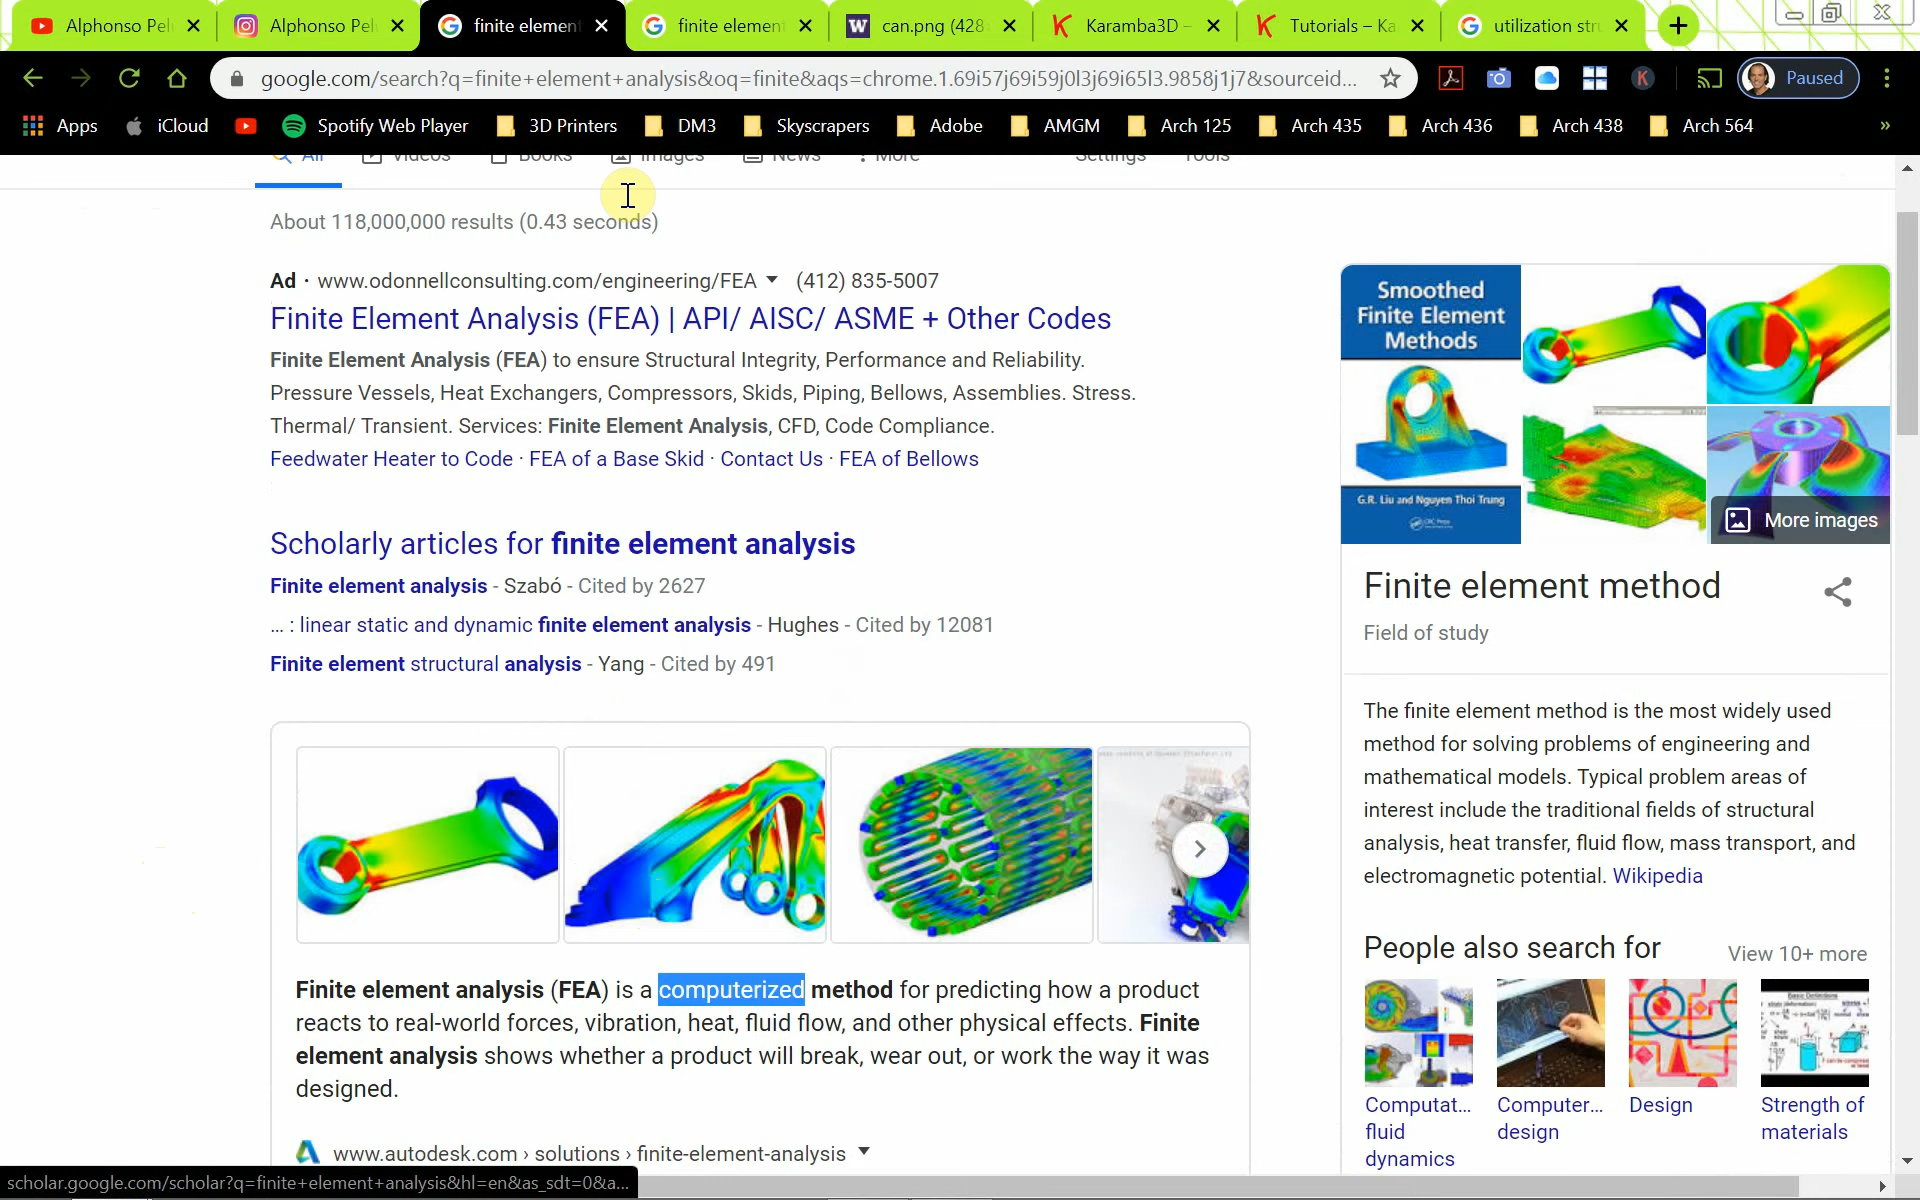 Alphonso Pel
Alphonso Pel
finite element
finite element
can.png (428
Karamba3D –
Tutorials – Ka
utilization stru
google.com/search?q=finite+element+analysis&oq=finite&aqs=chrome.1.69i57j69i59j0l3j69i65l3.9858j1j7&sourceid...
Paused
Apps
iCloud
Spotify Web Player
3D Printers
DM3
Skyscrapers
Adobe
AMGM
Arch 125
Arch 435
Arch 436
Arch 438
Arch 564
»
All
Videos
Books
Images
News
More
Settings
Tools
About 118,000,000 results (0.43 seconds)
Ad · www.odonnellconsulting.com/engineering/FEA (412) 835-5007
Finite Element Analysis (FEA) | API/ AISC/ ASME + Other Codes
Finite Element Analysis (FEA) to ensure Structural Integrity, Performance and Reliability.
Pressure Vessels, Heat Exchangers, Compressors, Skids, Piping, Bellows, Assemblies. Stress.
Thermal/ Transient. Services: Finite Element Analysis, CFD, Code Compliance.
Feedwater Heater to Code · FEA of a Base Skid · Contact Us · FEA of Bellows
Scholarly articles for finite element analysis
Finite element analysis - Szabó - Cited by 2627
... : linear static and dynamic finite element analysis - Hughes - Cited by 12081
Finite element structural analysis - Yang - Cited by 491
Finite element analysis (FEA) is a computerized method for predicting how a product
reacts to real-world forces, vibration, heat, fluid flow, and other physical effects. Finite
element analysis shows whether a product will break, wear out, or work the way it was
designed.
www.autodesk.com › solutions › finite-element-analysis
Smoothed
Finite Element
Methods
G.R. Liu and Nguyen Thoi Trung
More images
Finite element method
Field of study
The finite element method is the most widely used
method for solving problems of engineering and
mathematical models. Typical problem areas of
interest include the traditional fields of structural
analysis, heat transfer, fluid flow, mass transport, and
electromagnetic potential. Wikipedia
People also search for
View 10+ more
Computat...
fluid
dynamics
Computer...
design
Design
Basic Definitions
Strength of
materials
scholar.google.com/scholar?q=finite+element+analysis&hl=en&as_sdt=0&a...